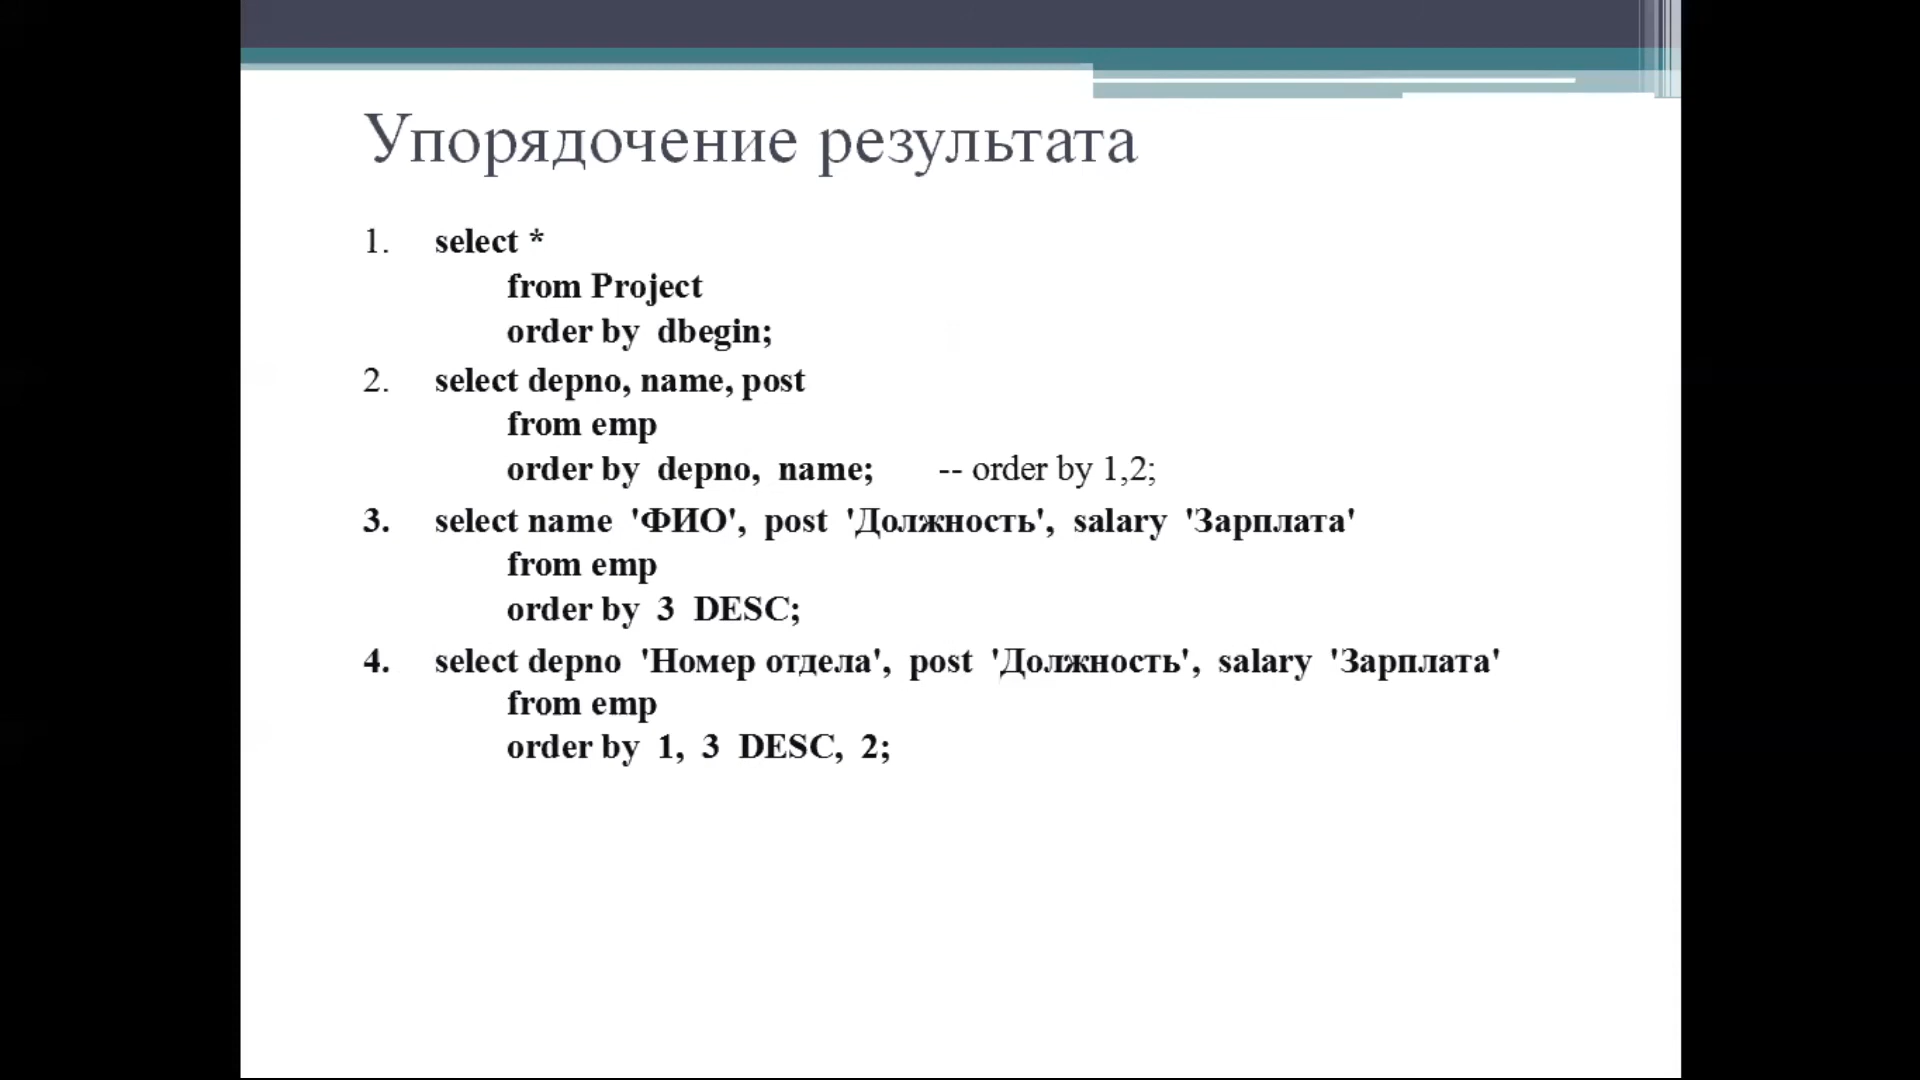 Упорядочение результата
1. select *
from Project
order by dbegin;
2. select depno, name, post
from emp
order by depno, name; -- order by 1,2;
3. select name 'ФИО', post 'Должность', salary 'Зарплата'
from emp
order by 3 DESC;
4. select depno 'Номер отдела', post 'Должность', salary 'Зарплата'
from emp
order by 1, 3 DESC, 2;